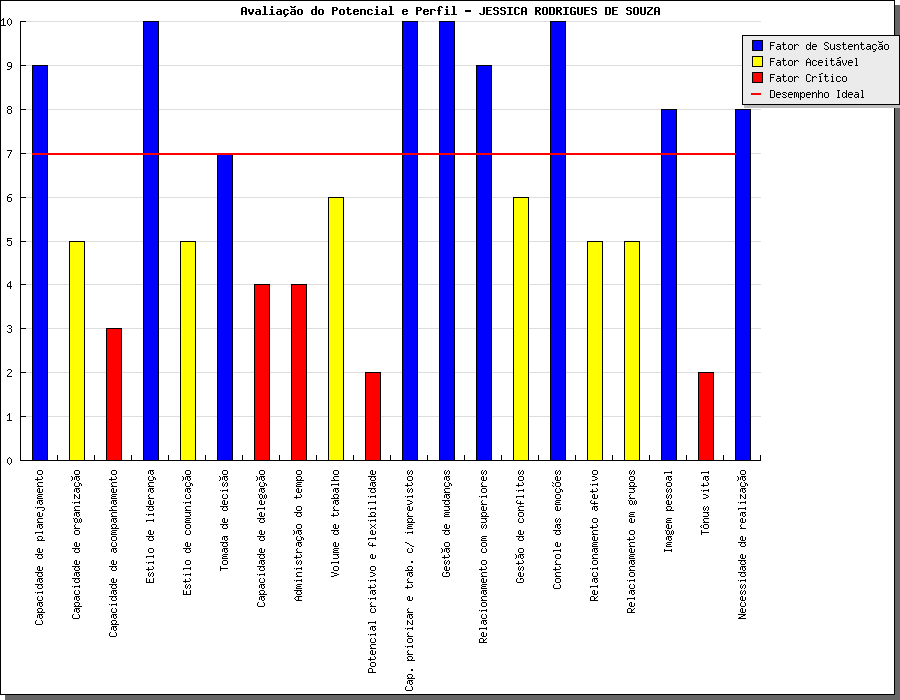 Avaliação do Potencial e Perfil - JESSICA RODRIGUES DE SOUZA
Fator de Sustentação
Fator Aceitável
Fator Crítico
Desempenho Ideal
10
9
8
7
6
5
4
3
2
1
0
Capacidade de planejamento
Capacidade de organização
Capacidade de acompanhamento
Estilo de liderança
Estilo de comunicação
Tomada de decisão
Capacidade de delegação
Administração do tempo
Volume de trabalho
Potencial criativo e flexibilidade
Cap. priorizar e trab. c/ imprevistos
Gestão de mudanças
Relacionamento com superiores
Gestão de conflitos
Controle das emoções
Relacionamento afetivo
Relacionamento em grupos
Imagem pessoal
Tônus vital
Necessidade de realização